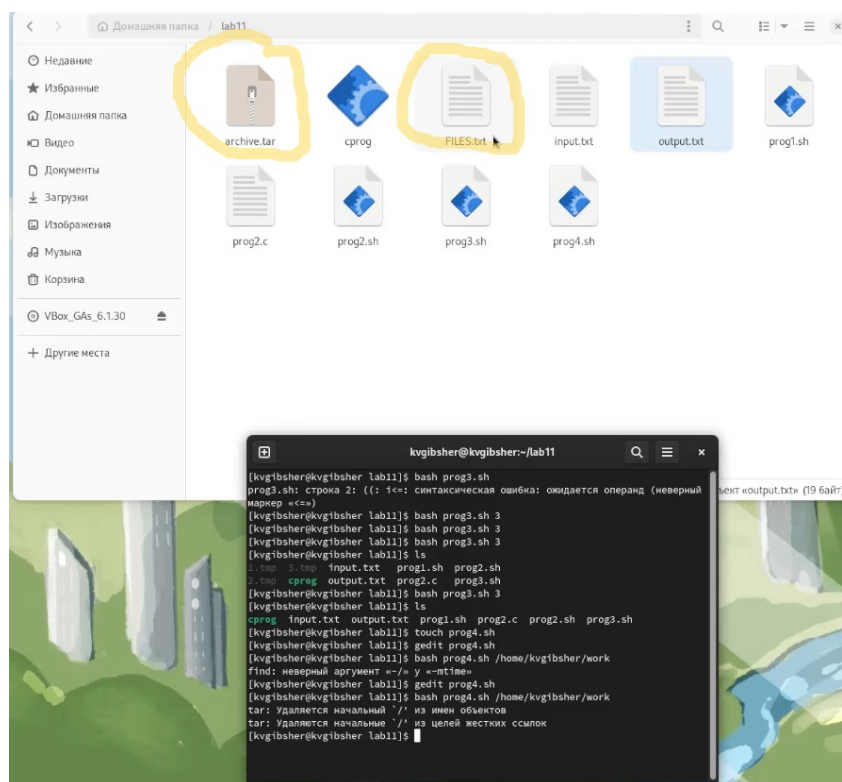 Домашняя папка / lab11
Недавние
Избранные
Домашняя папка
Видео
Документы
Загрузки
Изображения
Музыка
Корзина
VBox_GAs_6.1.30
+ Другие места
archive.tar cprog FILES.txt input.txt output.txt prog1.sh
prog2.c prog2.sh prog3.sh prog4.sh
ъект «output.txt» (19 байт)
kvgibsher@kvgibsher:~/lab11
[kvgibsher@kvgibsher lab11]$ bash prog3.sh
prog3.sh: строка 2: ((: i<=: синтаксическая ошибка: ожидается операнд (неверный
маркер «<=»)
[kvgibsher@kvgibsher lab11]$ bash prog3.sh 3
[kvgibsher@kvgibsher lab11]$ bash prog3.sh 3
[kvgibsher@kvgibsher lab11]$ bash prog3.sh 3
[kvgibsher@kvgibsher lab11]$ ls
1.tmp 3.tmp input.txt prog1.sh prog2.sh
2.tmp cprog output.txt prog2.c prog3.sh
[kvgibsher@kvgibsher lab11]$ bash prog3.sh 3
[kvgibsher@kvgibsher lab11]$ ls
cprog input.txt output.txt prog1.sh prog2.c prog2.sh prog3.sh
[kvgibsher@kvgibsher lab11]$ touch prog4.sh
[kvgibsher@kvgibsher lab11]$ gedit prog4.sh
[kvgibsher@kvgibsher lab11]$ bash prog4.sh /home/kvgibsher/work
find: неверный аргумент «-/» у «-mtime»
[kvgibsher@kvgibsher lab11]$ gedit prog4.sh
[kvgibsher@kvgibsher lab11]$ bash prog4.sh /home/kvgibsher/work
tar: Удаляется начальный `/' из имен объектов
tar: Удаляются начальные `/' из целей жестких ссылок
[kvgibsher@kvgibsher lab11]$